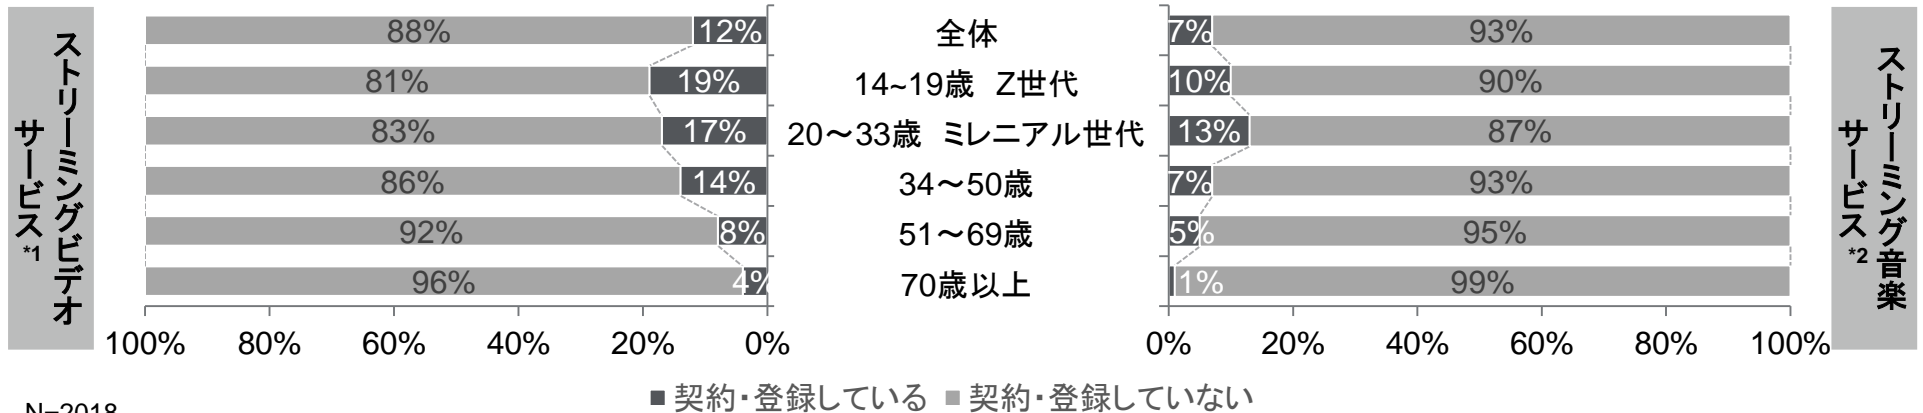 ストリーミングビデオ
サービス*1
88% 12% 全体 7% 93%
81% 19% 14~19歳 Z世代 10% 90%
83% 17% 20～33歳 ミレニアル世代 13% 87%
86% 14% 34～50歳 7% 93%
92% 8% 51～69歳 5% 95%
96% 4% 70歳以上 1% 99%
100% 80% 60% 40% 20% 0% 0% 20% 40% 60% 80% 100%
ストリーミング音楽
サービス*2
■契約・登録している ■契約・登録していない
N=2018